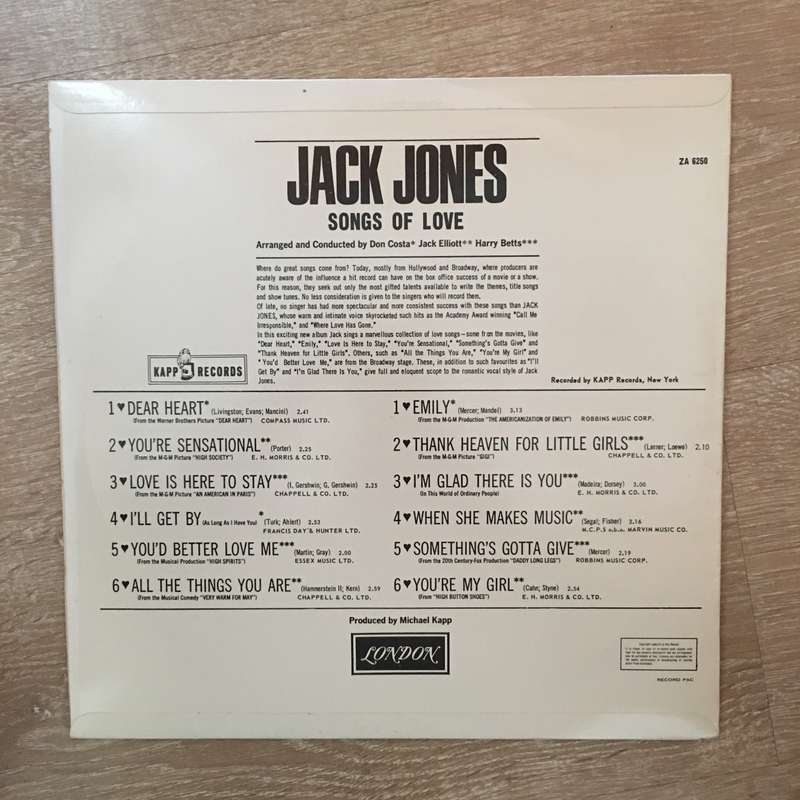 JACK JONES
ZA 6250
SONGS OF LOVE
Arranged and Conducted by Don Costa* Jack Elliott** Harry Betts***
Where do great songs come from? Today, mostly from Hollywood and Broadway, where producers are
acutely aware of the influence a hit record can have on the box office success of a movie or a show.
For this reason, they seek out only the most gifted talents available to write the themes, title songs
and show tunes. No less consideration is given to the singers who will record them.
Of late, no singer has had more spectacular and more consistent success with these songs than JACK
JONES, whose warm and intimate voice skyrocketed such hits as the Academy Award winning "Call Me
Irresponsible," and "Where Love Has Gone."
In this exciting new album Jack sings a marvellous collection of love songs—some from the movies, like
"Dear Heart," "Emily," "Love Is Here to Stay," "You're Sensational," "Something's Gotta Give" and
"Thank Heaven for Little Girls". Others, such as "All the Things You Are," "You're My Girl" and
"You'd Better Love Me," are from the Broadway stage. These, in addition to such favourites as "I'll
Get By" and "I'm Glad There Is You," give full and eloquent scope to the romantic vocal style of Jack
Jones.
KAPP RECORDS
Recorded by KAPP Records, New York
1 ♥ DEAR HEART* (Livingston; Evans; Mancini) 2.41
(From the Warner Brothers Picture "DEAR HEART") COMPASS MUSIC LTD.
2 ♥ YOU'RE SENSATIONAL** (Porter) 2.25
(From the M-G-M Picture "HIGH SOCIETY") E. H. MORRIS & CO. LTD.
3 ♥ LOVE IS HERE TO STAY*** (I. Gershwin; G. Gershwin) 2.25
(From the M-G-M Picture "AN AMERICAN IN PARIS") CHAPPELL & CO. LTD.
4 ♥ I'LL GET BY (As Long As I Have You) * (Turk; Ahlert) 2.53
FRANCIS DAY & HUNTER LTD.
5 ♥ YOU'D BETTER LOVE ME*** (Martin; Gray) 2.00
(From the Musical Production "HIGH SPIRITS") ESSEX MUSIC LTD.
6 ♥ ALL THE THINGS YOU ARE** (Hammerstein II; Kern) 2.59
(From the Musical Comedy "VERY WARM FOR MAY") CHAPPELL & CO. LTD.
1 ♥ EMILY* (Mercer; Mandel) 3.13
(From the M-G-M Production "THE AMERICANIZATION OF EMILY") ROBBINS MUSIC CORP.
2 ♥ THANK HEAVEN FOR LITTLE GIRLS*** (Lerner; Loewe) 2.10
(From the M-G-M Picture "GIGI") CHAPPELL & CO. LTD.
3 ♥ I'M GLAD THERE IS YOU*** (Madeira; Dorsey) 3.00
(In This World of Ordinary People) E. H. MORRIS & CO. LTD.
4 ♥ WHEN SHE MAKES MUSIC** (Segal; Fisher) 2.16
M.C.P.S n.b.a. MARVIN MUSIC CO.
5 ♥ SOMETHING'S GOTTA GIVE*** (Mercer) 2.19
(From the 20th Century-Fox Production "DADDY LONG LEGS") ROBBINS MUSIC CORP.
6 ♥ YOU'RE MY GIRL** (Cahn; Styne) 2.54
(From "HIGH BUTTON SHOES") E. H. MORRIS & CO. LTD.
Produced by Michael Kapp
LONDON
RECORD PAC